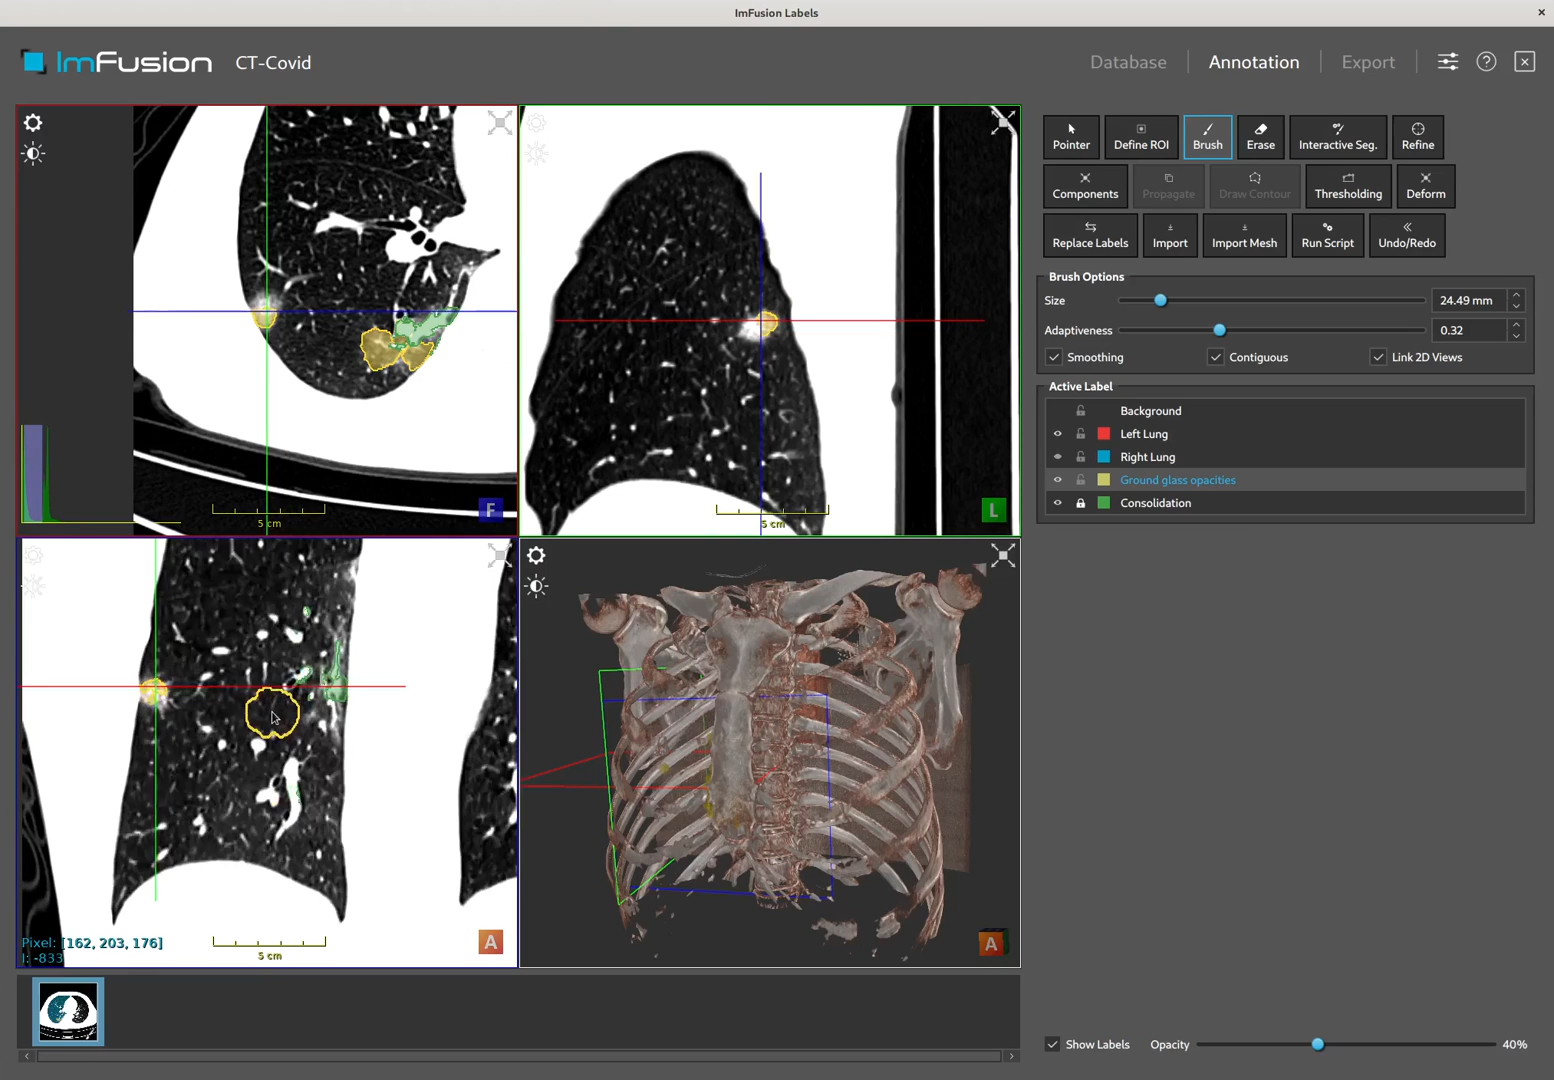 ImFusion Labels
ImFusion CT-Covid
Database Annotation Export
Pointer Define ROI Brush Erase Interactive Seg. Refine
Components Propagate Draw Contour Thresholding Deform
Replace Labels Import Import Mesh Run Script Undo/Redo
Brush Options
Size 24.49 mm
Adaptiveness 0.32
Smoothing Contiguous Link 2D Views
Active Label
Background
Left Lung
Right Lung
Ground glass opacities
Consolidation
5 cm
F
5 cm
L
Pixel: [162, 203, 176]
I: -833
5 cm
A
A
Show Labels Opacity 40%